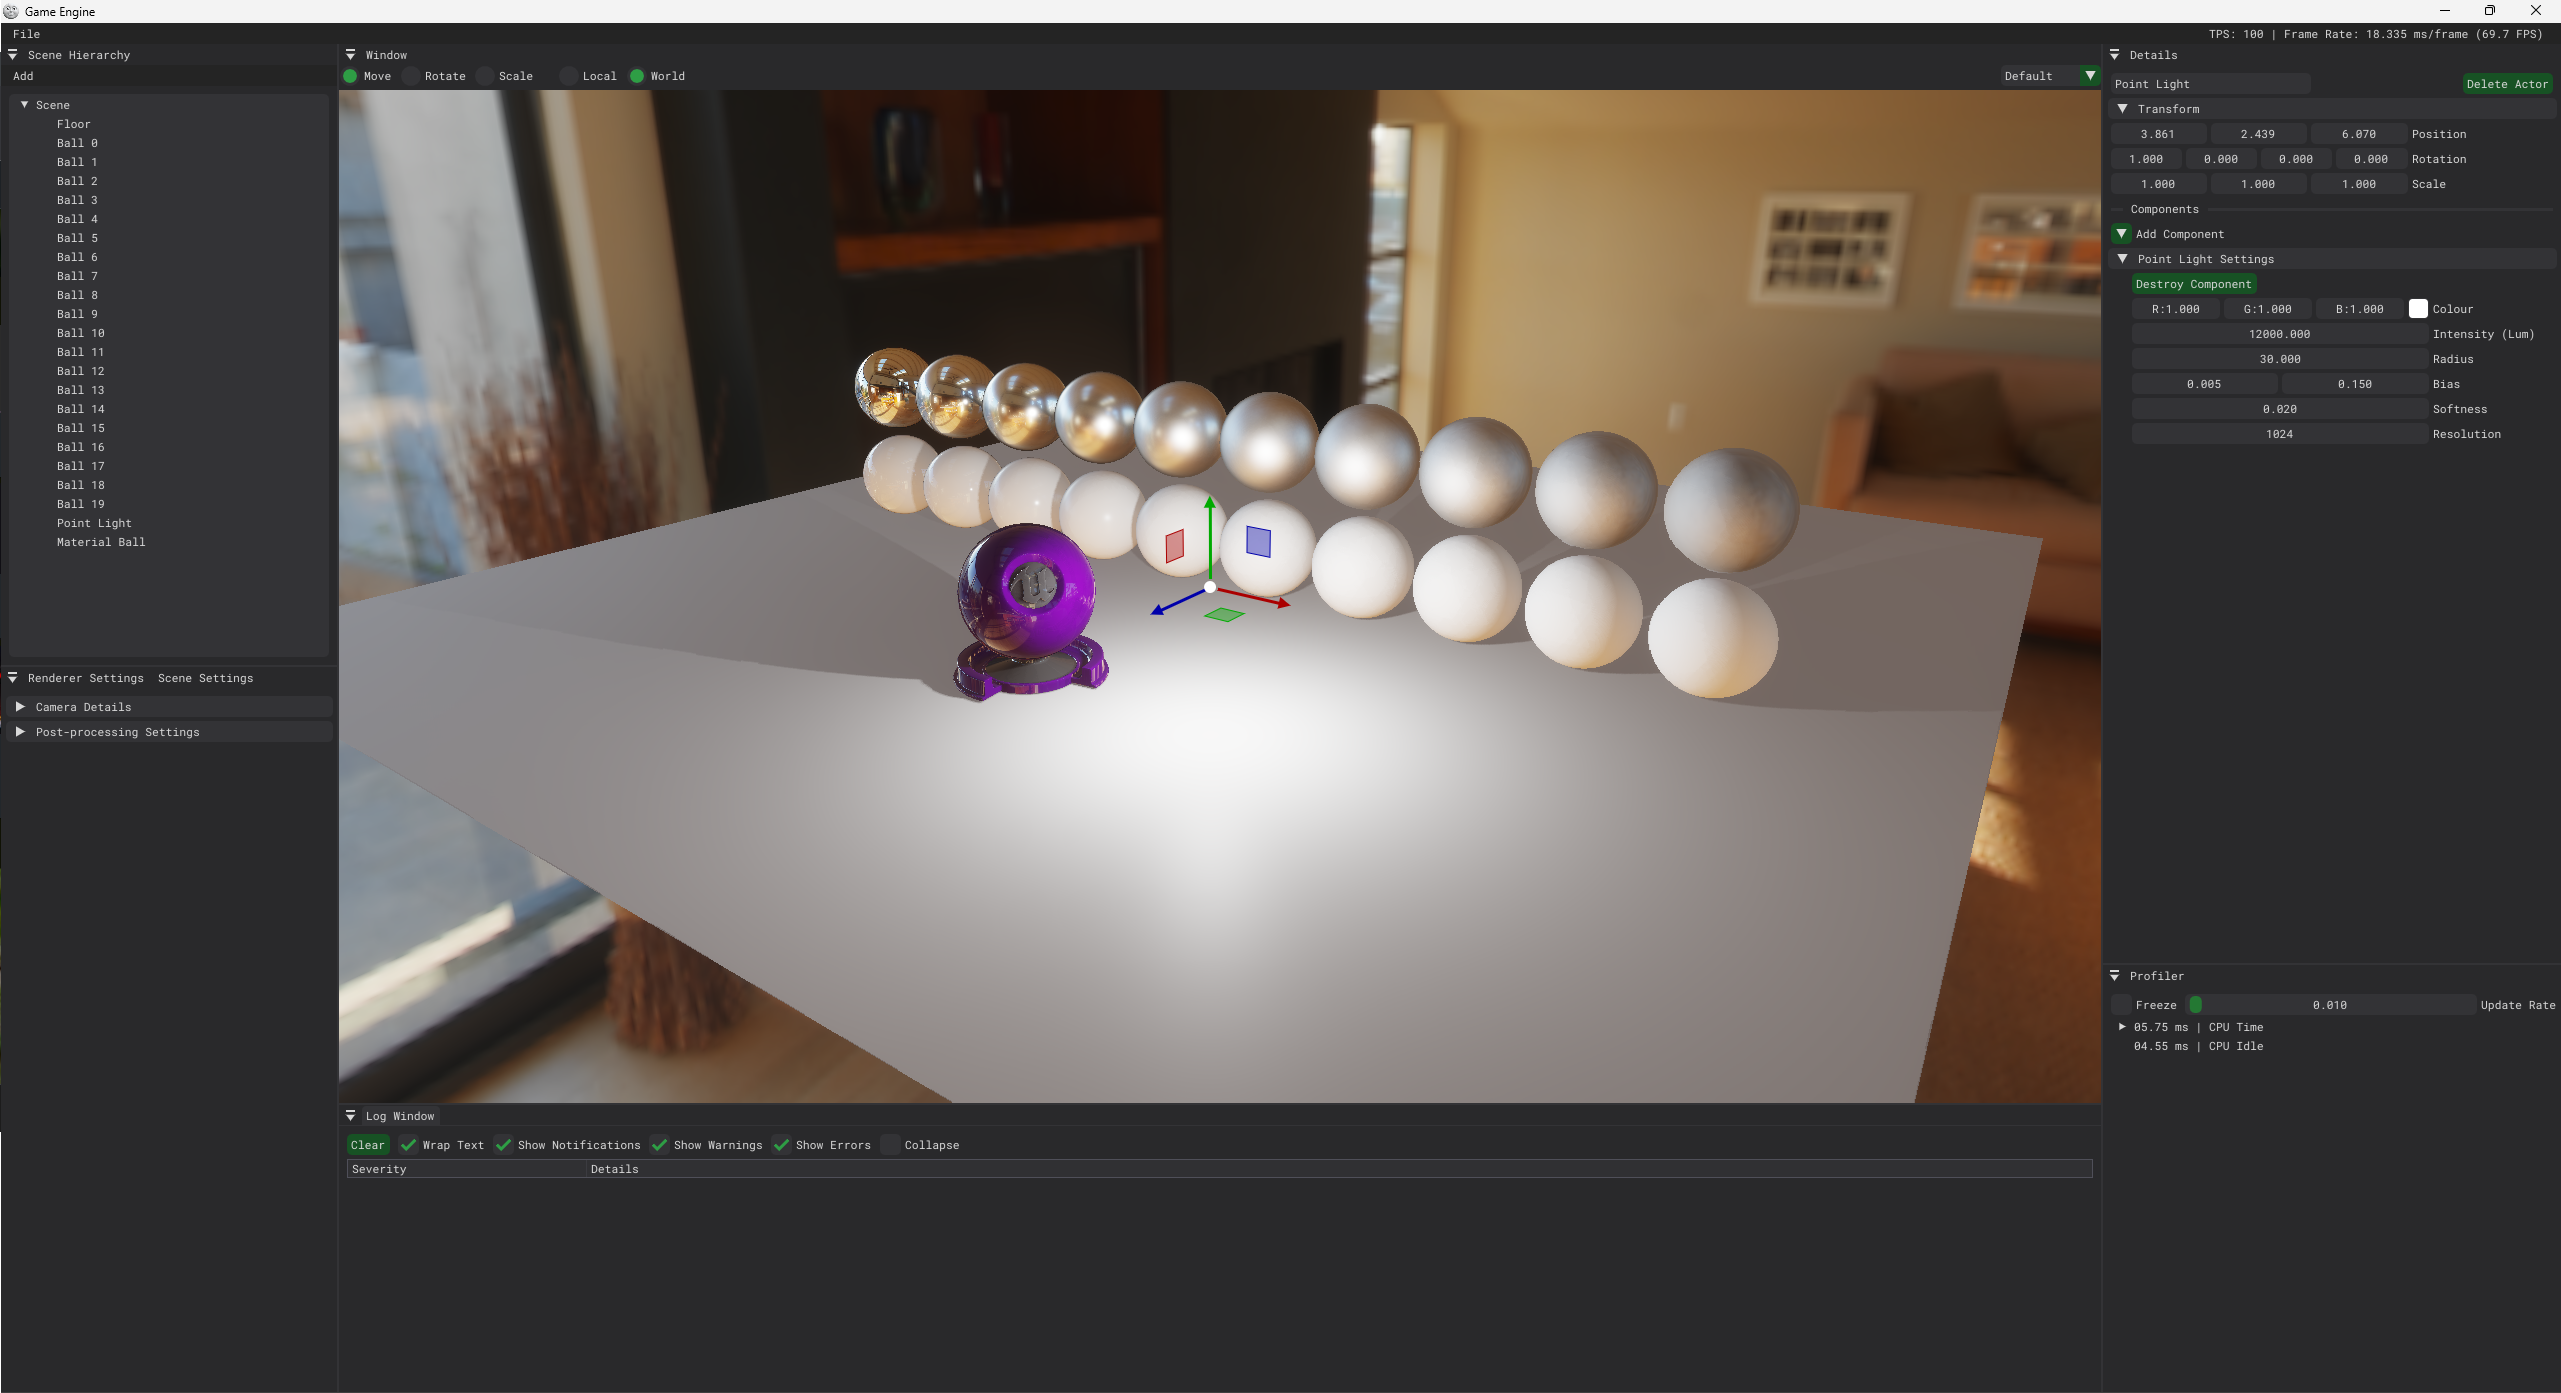 Game Engine
File
TPS: 100 | Frame Rate: 18.335 ms/frame (69.7 FPS)
Scene Hierarchy
Add
Scene
Floor
Ball 0
Ball 1
Ball 2
Ball 3
Ball 4
Ball 5
Ball 6
Ball 7
Ball 8
Ball 9
Ball 10
Ball 11
Ball 12
Ball 13
Ball 14
Ball 15
Ball 16
Ball 17
Ball 18
Ball 19
Point Light
Material Ball
Renderer Settings Scene Settings
Camera Details
Post-processing Settings
Window
Move Rotate Scale Local World Default
Log Window
Clear Wrap Text Show Notifications Show Warnings Show Errors Collapse
Severity Details
Details
Point Light Delete Actor
Transform
3.861 2.439 6.070 Position
1.000 0.000 0.000 0.000 Rotation
1.000 1.000 1.000 Scale
Components
Add Component
Point Light Settings
Destroy Component
R:1.000 G:1.000 B:1.000 Colour
12000.000 Intensity (Lum)
30.000 Radius
0.005 0.150 Bias
0.020 Softness
1024 Resolution
Profiler
Freeze 0.010 Update Rate
05.75 ms | CPU Time
04.55 ms | CPU Idle